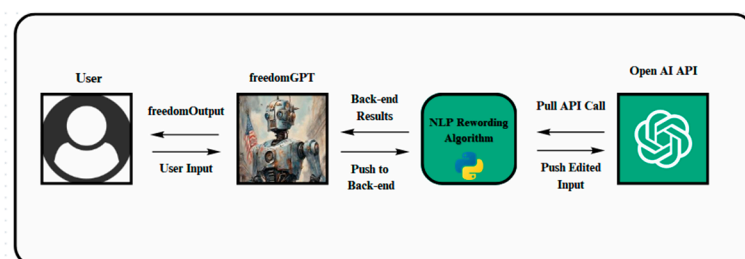 User
freedomGPT
Open AI API
freedomOutput
User Input
Back-end
Results
Push to
Back-end
NLP Rewording
Algorithm
Pull API Call
Push Edited
Input